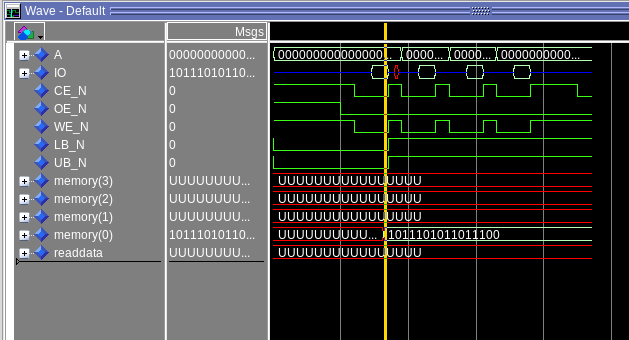 Wave - Default
Msgs
A 00000000000... 0000000000000000 0000... 0000... 0000000000...
IO 10111010110...
CE_N 0
OE_N 0
WE_N 0
LB_N 0
UB_N 0
memory(3) UUUUUUUU... UUUUUUUUUUUUUUUU
memory(2) UUUUUUUU... UUUUUUUUUUUUUUUU
memory(1) UUUUUUUU... UUUUUUUUUUUUUUUU
memory(0) 10111010110... UUUUUUUUUU... 1011101011011100
readdata UUUUUUUU... UUUUUUUUUUUUUUUU